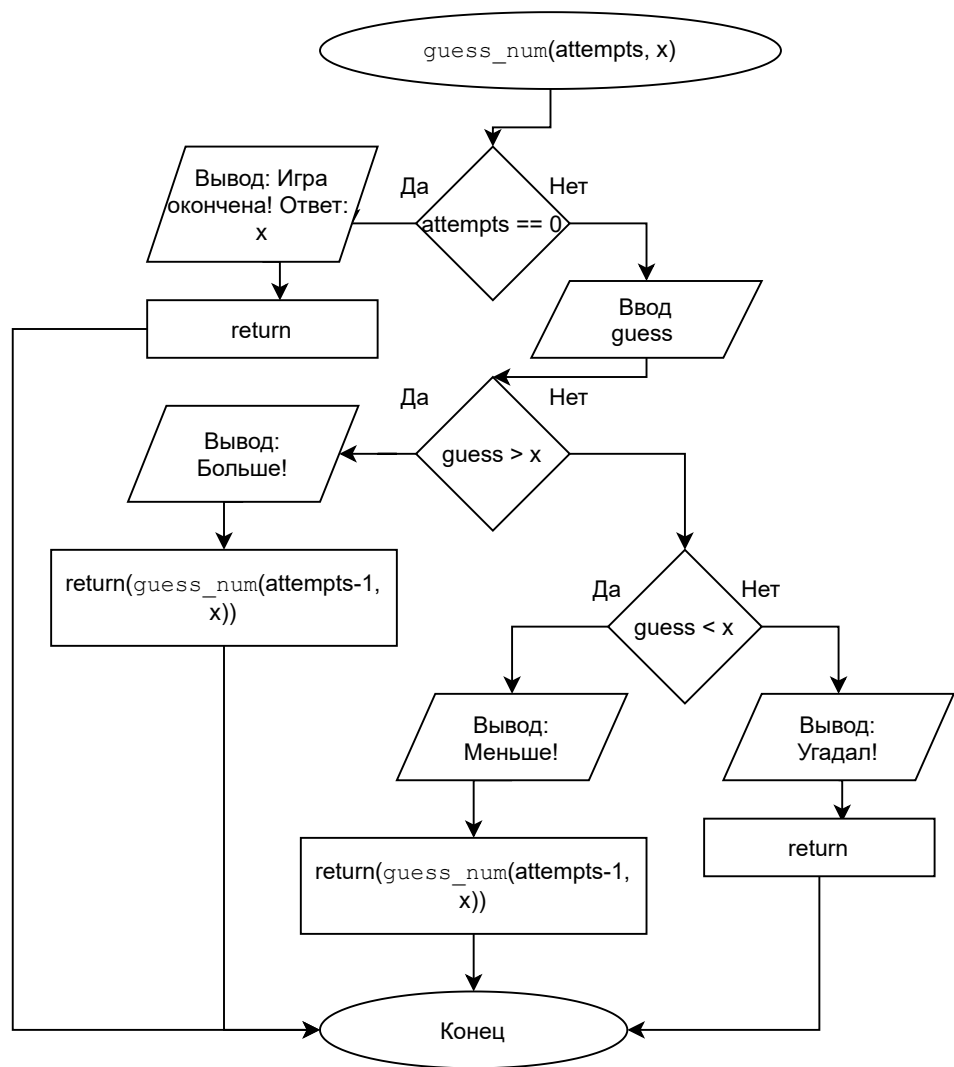 guess_num(attempts, x)
Да
Нет
attempts == 0
Вывод: Игра
окончена! Ответ:
x
return
Ввод
guess
Да
Нет
guess > x
Вывод:
Больше!
return(guess_num(attempts-1,
x))
Да
Нет
guess < x
Вывод:
Меньше!
return(guess_num(attempts-1,
x))
Вывод:
Угадал!
return
Конец